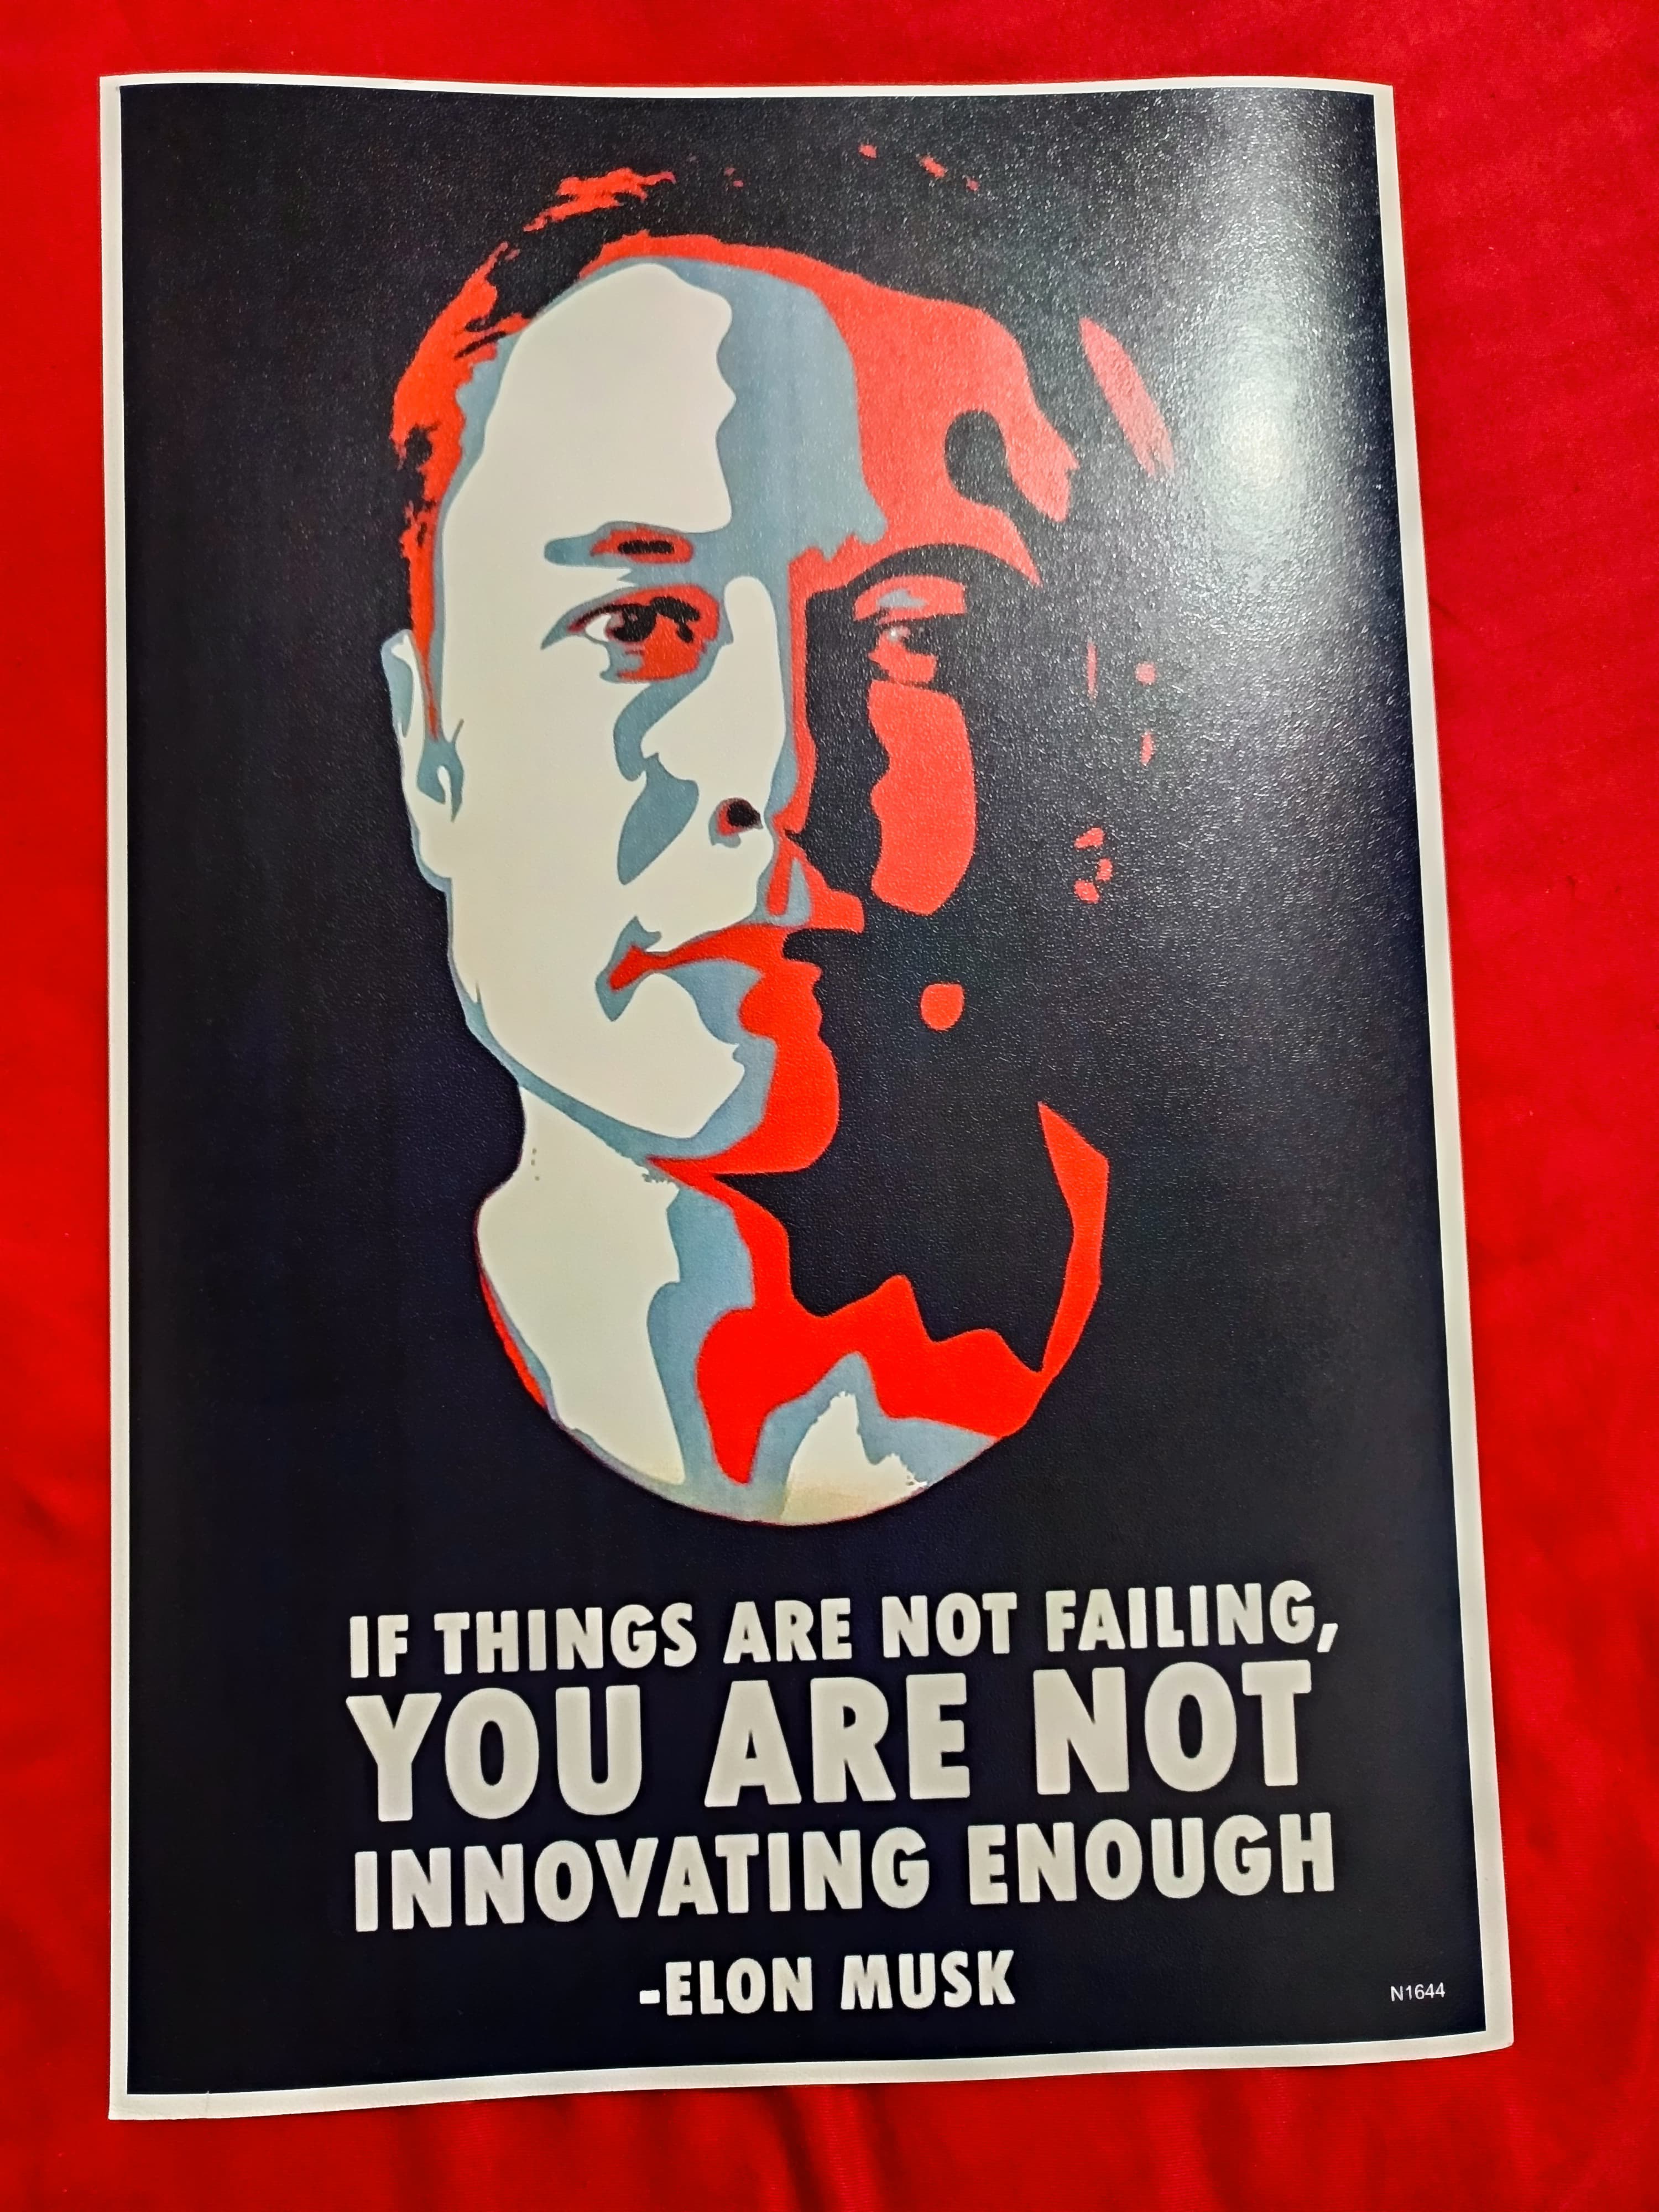 IF THINGS ARE NOT FAILING,
YOU ARE NOT
INNOVATING ENOUGH
-ELON MUSK
N1644